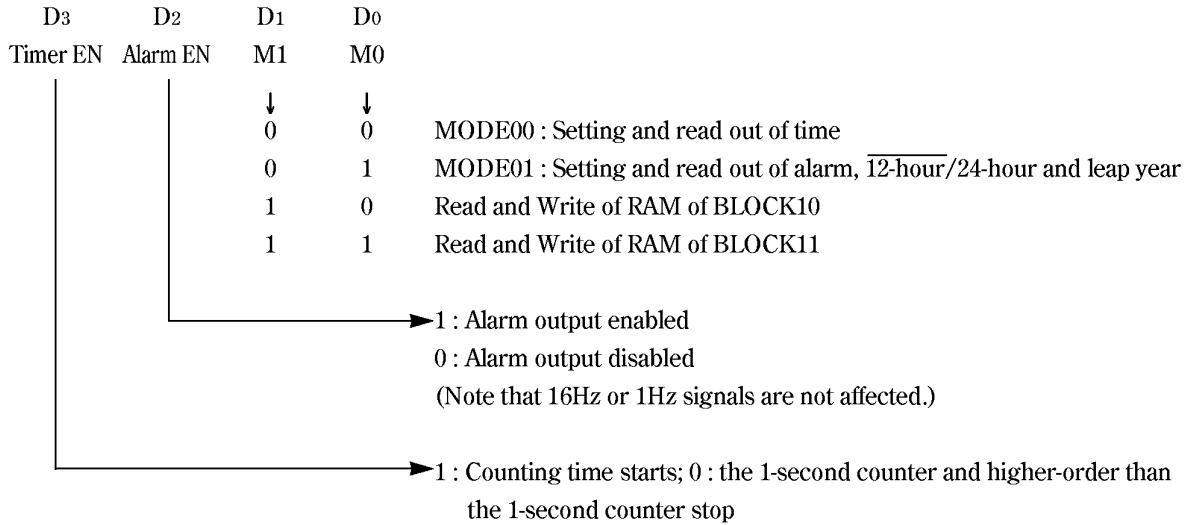 D3 D2 D1 D0
Timer EN Alarm EN M1 M0
0 0 MODE00 : Setting and read out of time
0 1 MODE01 : Setting and read out of alarm, 12-hour/24-hour and leap year
1 0 Read and Write of RAM of BLOCK10
1 1 Read and Write of RAM of BLOCK11
1 : Alarm output enabled
0 : Alarm output disabled
(Note that 16Hz or 1Hz signals are not affected.)
1 : Counting time starts; 0 : the 1-second counter and higher-order than
the 1-second counter stop